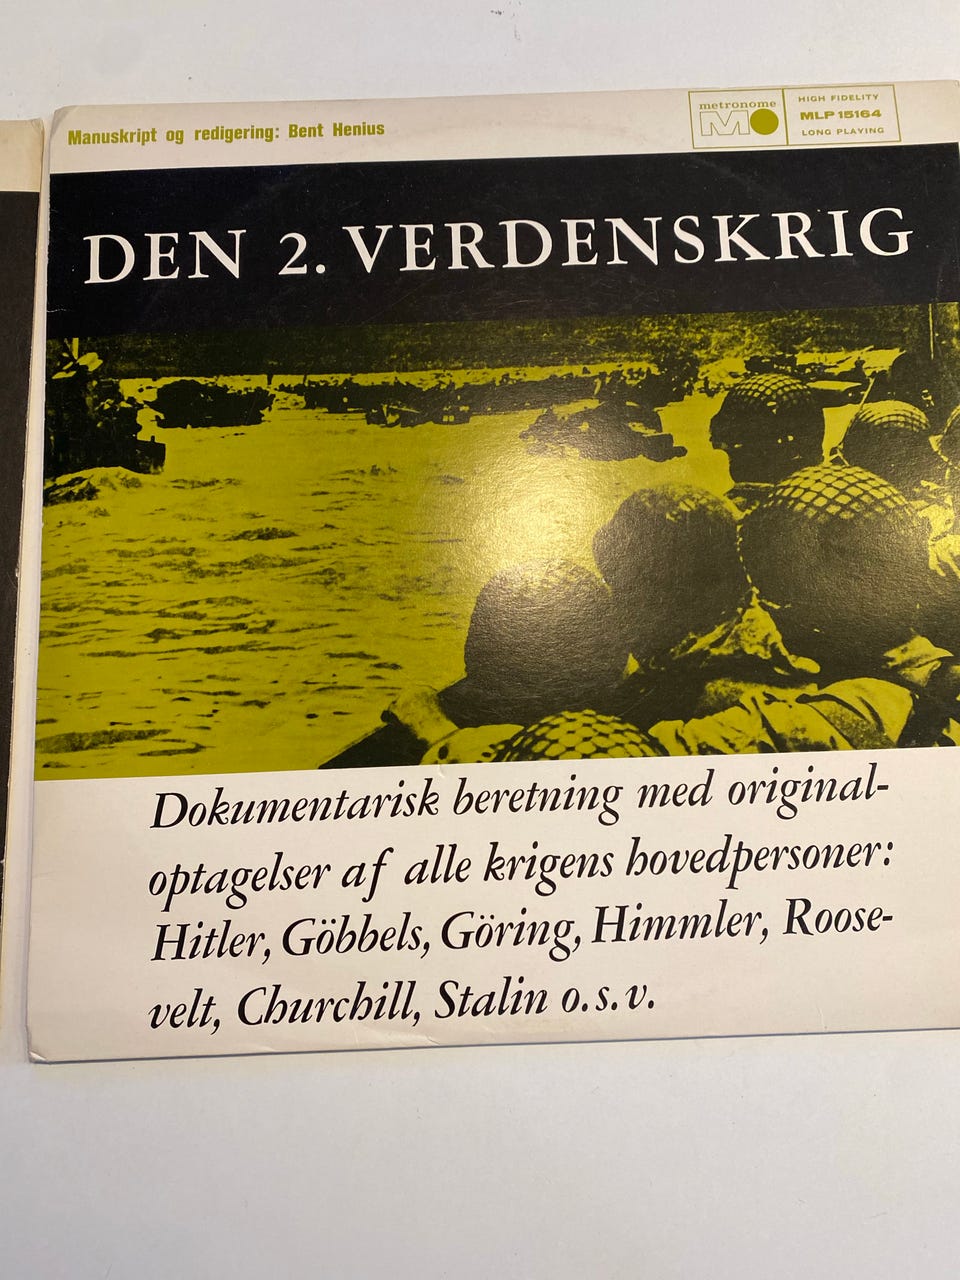 Manuskript og redigering: Bent Henius
metronome
HIGH FIDELITY
MLP 15164
LONG PLAYING
DEN 2. VERDENSKRIG
Dokumentarisk beretning med original-
optagelser af alle krigens hovedpersoner:
Hitler, Göbbels, Göring, Himmler, Roose-
velt, Churchill, Stalin o.s.v.